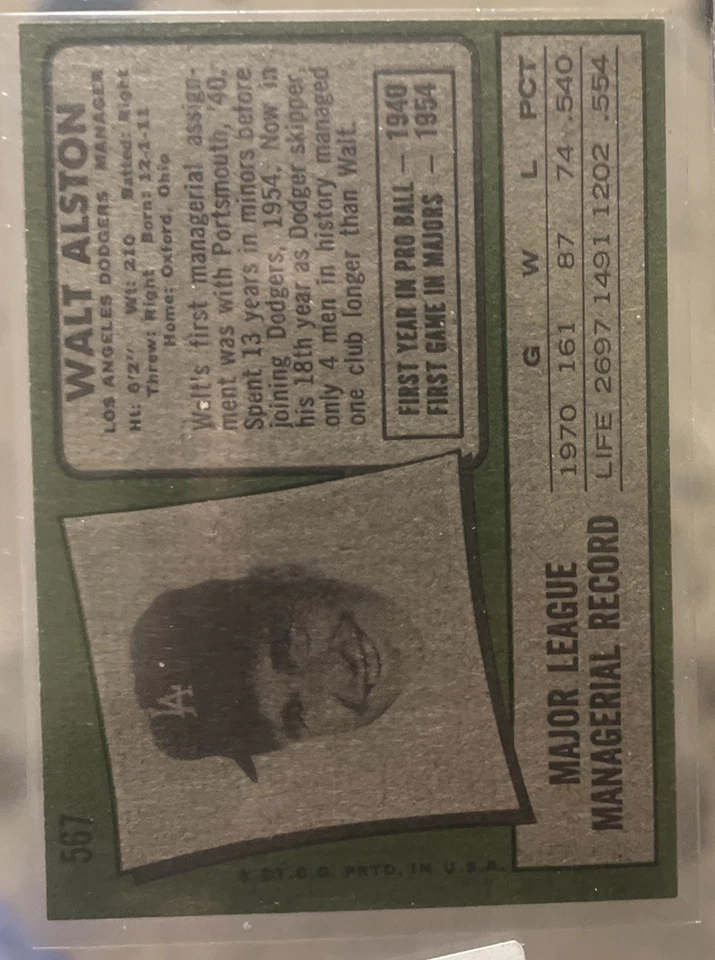 567
WALT ALSTON
LOS ANGELES DODGERS MANAGER
Ht: 6'2" Wt: 210 Batted: Right
Threw: Right Born: 12-1-11
Home: Oxford, Ohio
Walt's first managerial assign-
ment was with Portsmouth, '40.
Spent 13 years in minors before
joining Dodgers, 1954. Now in
his 18th year as Dodger skipper,
only 4 men in history managed
one club longer than Walt.
FIRST YEAR IN PRO BALL — 1940
FIRST GAME IN MAJORS — 1954
LA
★ ©T.C.G. PRTD. IN U.S.A.
MAJOR LEAGUE
MANAGERIAL RECORD
G W L PCT
1970 161 87 74 .540
LIFE 2697 1491 1202 .554